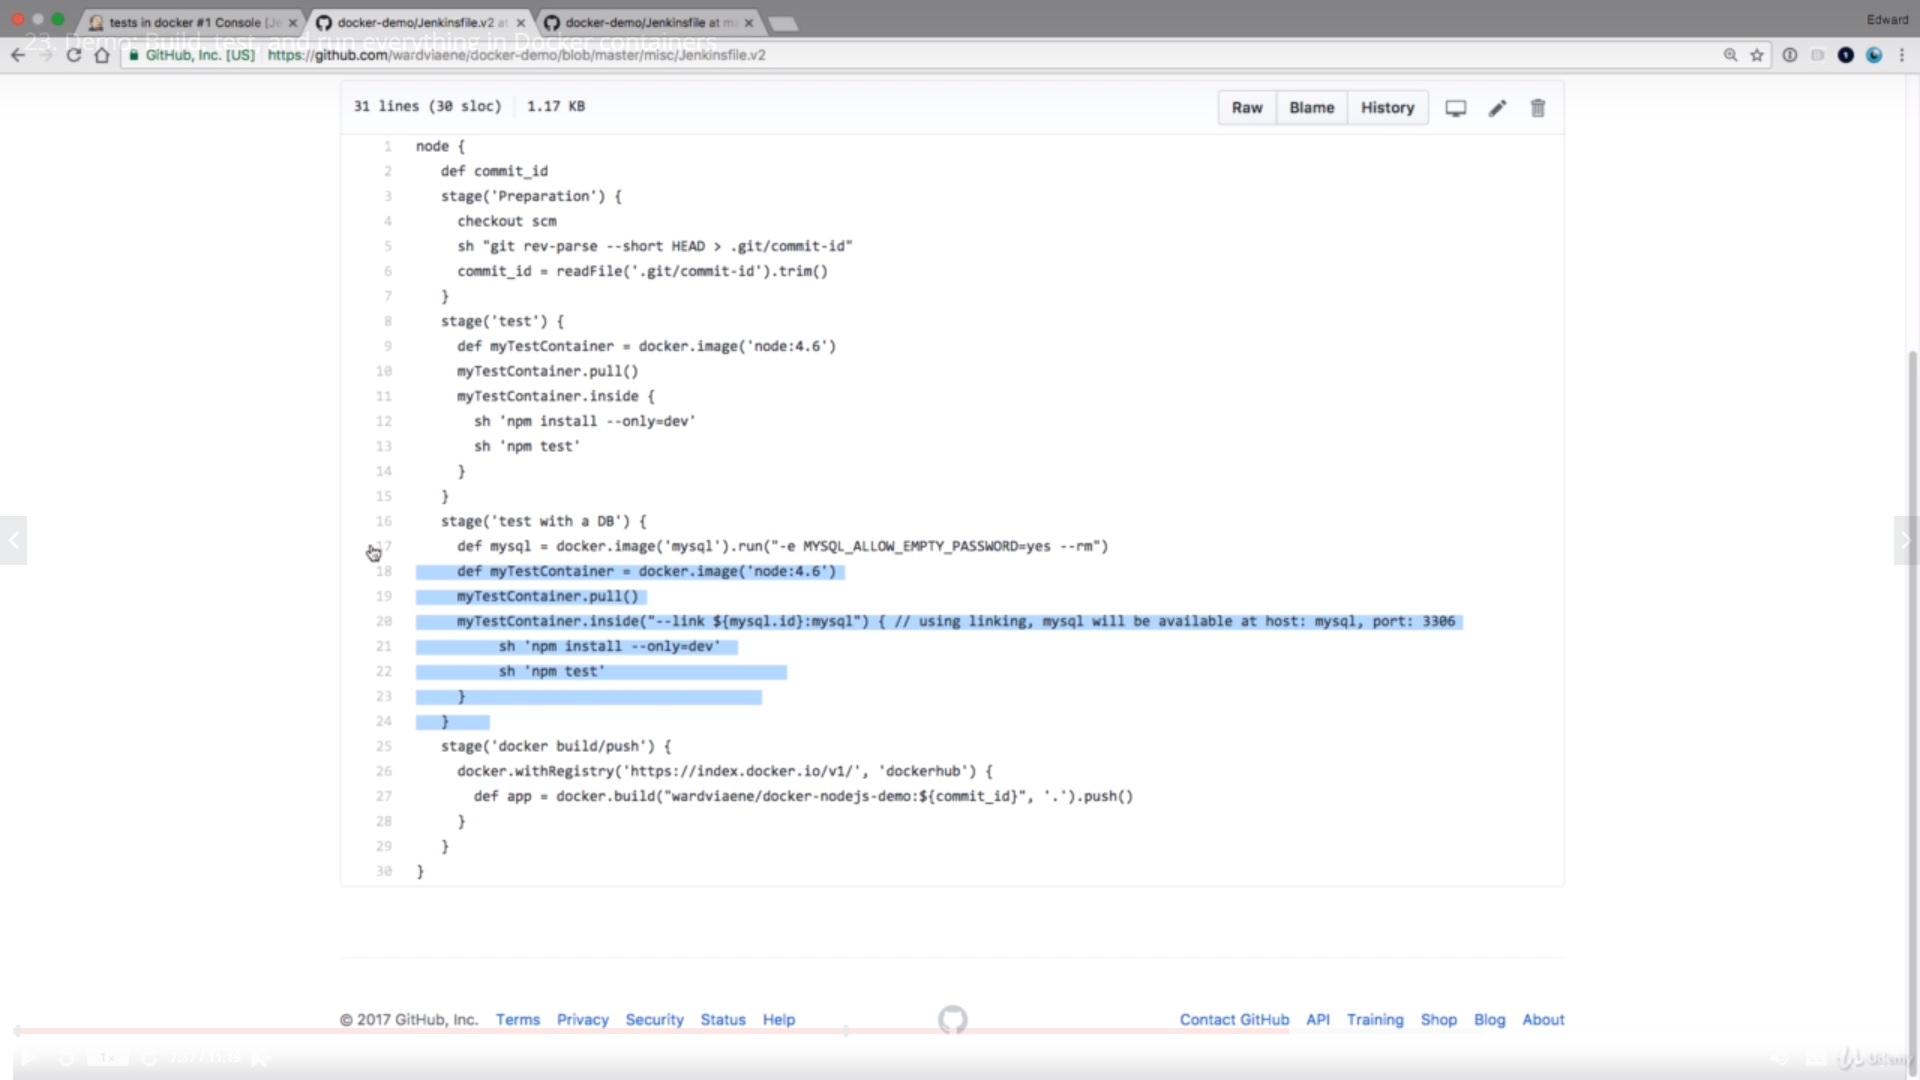 tests in docker #1 Console [Je
docker-demo/Jenkinsfile.v2 at
docker-demo/Jenkinsfile at m
Edward
23. Demo: Build, test, and run everything in Docker containers
GitHub, Inc. [US] https://github.com/wardviaene/docker-demo/blob/master/misc/Jenkinsfile.v2
31 lines (30 sloc) 1.17 KB
Raw Blame History
1 node {
2 def commit_id
3 stage('Preparation') {
4 checkout scm
5 sh "git rev-parse --short HEAD > .git/commit-id"
6 commit_id = readFile('.git/commit-id').trim()
7 }
8 stage('test') {
9 def myTestContainer = docker.image('node:4.6')
10 myTestContainer.pull()
11 myTestContainer.inside {
12 sh 'npm install --only=dev'
13 sh 'npm test'
14 }
15 }
16 stage('test with a DB') {
17 def mysql = docker.image('mysql').run("-e MYSQL_ALLOW_EMPTY_PASSWORD=yes --rm")
18 def myTestContainer = docker.image('node:4.6')
19 myTestContainer.pull()
20 myTestContainer.inside("--link ${mysql.id}:mysql") { // using linking, mysql will be available at host: mysql, port: 3306
21 sh 'npm install --only=dev'
22 sh 'npm test'
23 }
24 }
25 stage('docker build/push') {
26 docker.withRegistry('https://index.docker.io/v1/', 'dockerhub') {
27 def app = docker.build("wardviaene/docker-nodejs-demo:${commit_id}", '.').push()
28 }
29 }
30 }
© 2017 GitHub, Inc. Terms Privacy Security Status Help
Contact GitHub API Training Shop Blog About
1x
Udemy